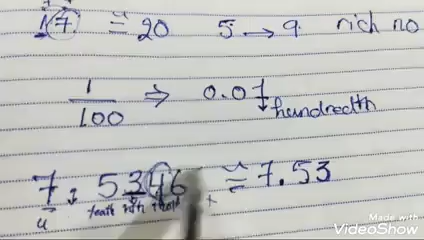 17 ≈ 20 5 → 9 rich no
1/100 ⇒ 0.01
hundredth
7.5346 ≈ 7.53
Made with
VideoShow